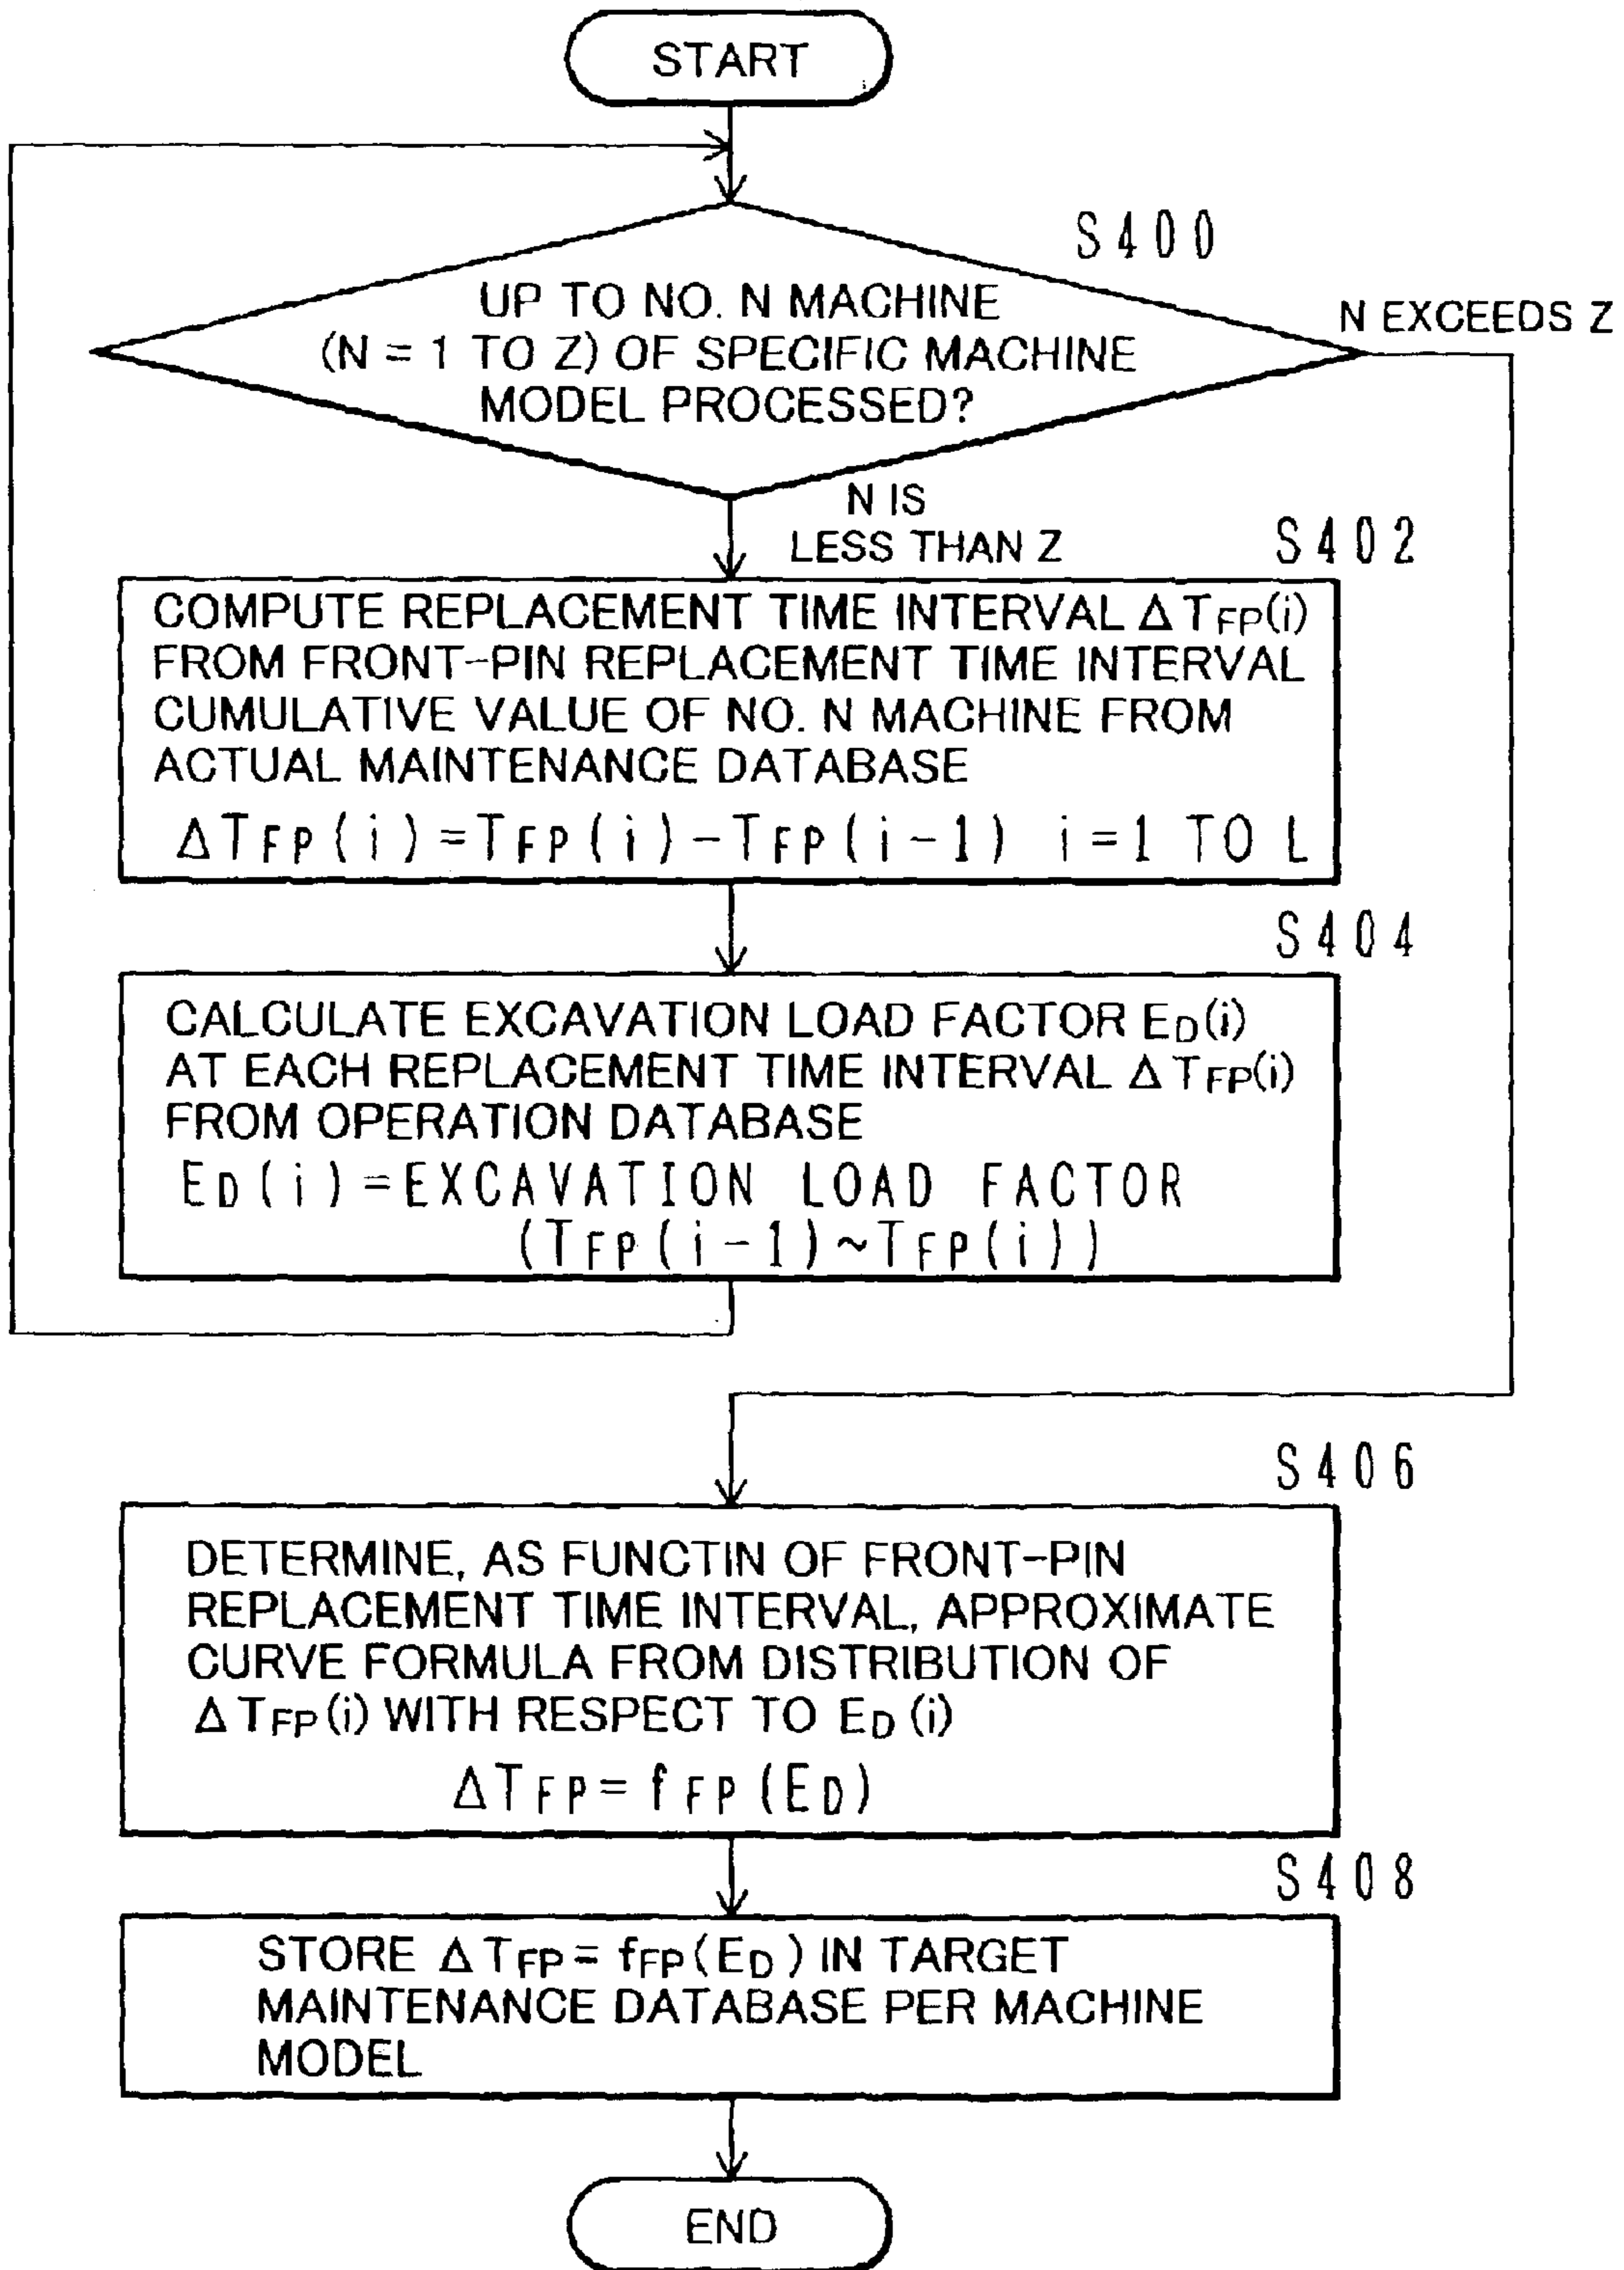 START
S400
UP TO NO. N MACHINE
(N = 1 TO Z) OF SPECIFIC MACHINE
MODEL PROCESSED?
N EXCEEDS Z
N IS
LESS THAN Z
S402
COMPUTE REPLACEMENT TIME INTERVAL ΔTFP(i)
FROM FRONT-PIN REPLACEMENT TIME INTERVAL
CUMULATIVE VALUE OF NO. N MACHINE FROM
ACTUAL MAINTENANCE DATABASE
ΔTFP(i)=TFP(i)-TFP(i-1) i=1 TO L
S404
CALCULATE EXCAVATION LOAD FACTOR ED(i)
AT EACH REPLACEMENT TIME INTERVAL ΔTFP(i)
FROM OPERATION DATABASE
ED(i)=EXCAVATION LOAD FACTOR
(TFP(i-1)~TFP(i))
S406
DETERMINE, AS FUNCTIN OF FRONT-PIN
REPLACEMENT TIME INTERVAL, APPROXIMATE
CURVE FORMULA FROM DISTRIBUTION OF
ΔTFP(i) WITH RESPECT TO ED(i)
ΔTFP=fFP(ED)
S408
STORE ΔTFP=fFP(ED) IN TARGET
MAINTENANCE DATABASE PER MACHINE
MODEL
END